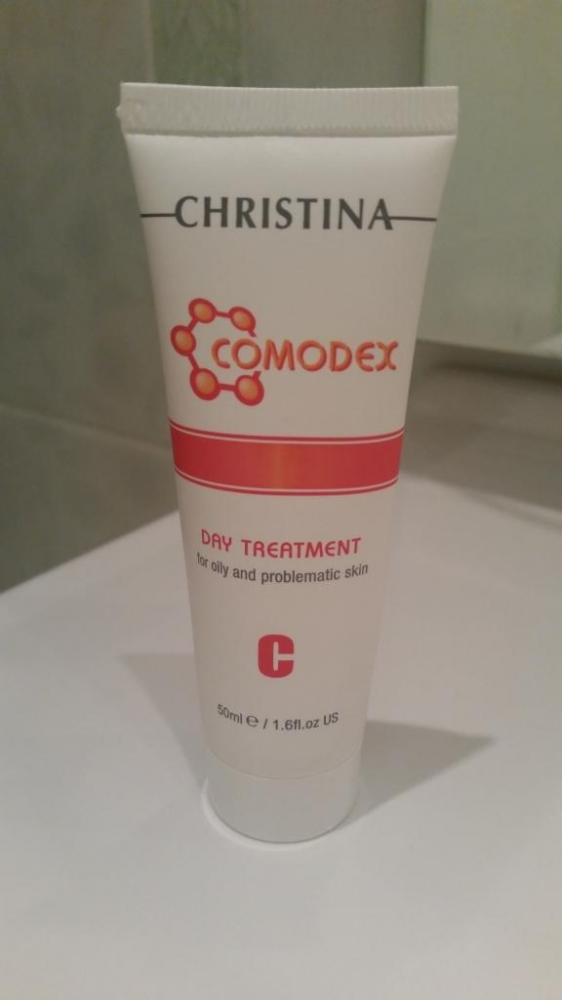 CHRISTINA
COMODEX
DAY TREATMENT
for oily and problematic skin
C
50ml e / 1.6fl.oz US